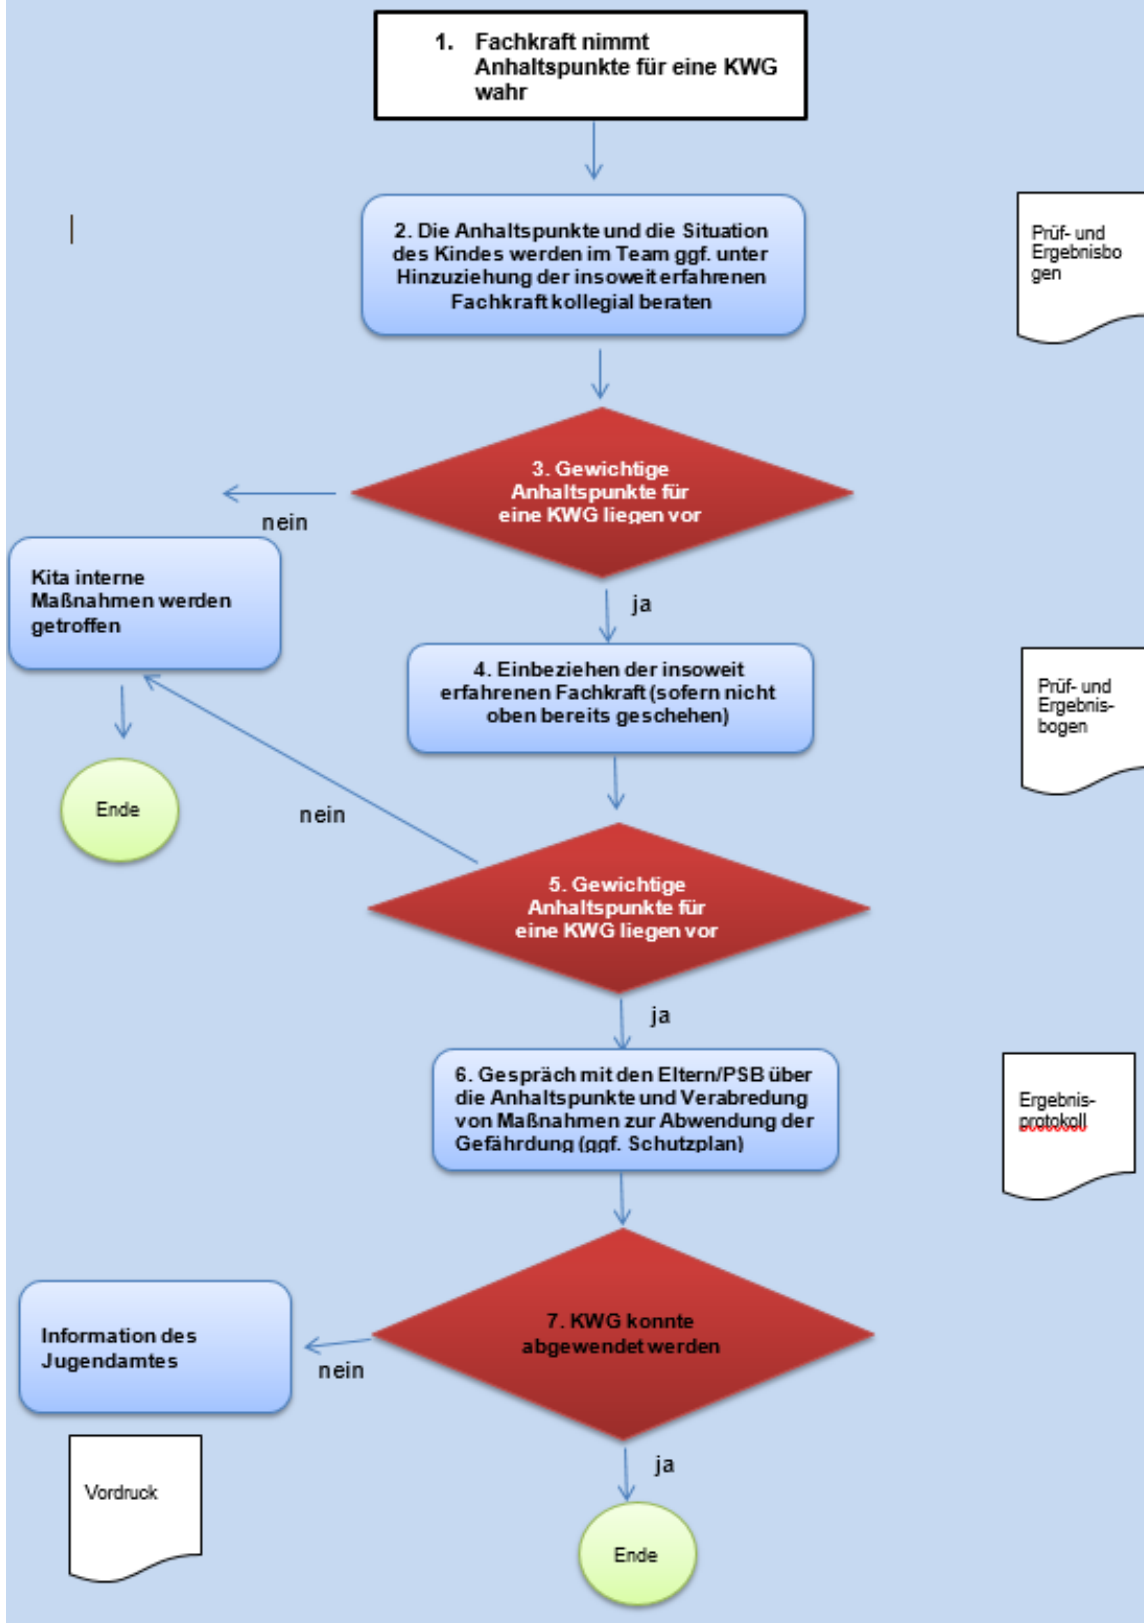 1. Fachkraft nimmt
Anhaltspunkte für eine KWG
wahr
2. Die Anhaltspunkte und die Situation
des Kindes werden im Team ggf. unter
Hinzuziehung der insoweit erfahrenen
Fachkraft kollegial beraten
Prüf- und
Ergebnisbo
gen
3. Gewichtige
Anhaltspunkte für
eine KWG liegen vor
nein
Kita interne
Maßnahmen werden
getroffen
ja
4. Einbeziehen der insoweit
erfahrenen Fachkraft (sofern nicht
oben bereits geschehen)
Prüf- und
Ergebnis-
bogen
Ende
nein
5. Gewichtige
Anhaltspunkte für
eine KWG liegen vor
ja
6. Gespräch mit den Eltern/PSB über
die Anhaltspunkte und Verabredung
von Maßnahmen zur Abwendung der
Gefährdung (ggf. Schutzplan)
Ergebnis-
protokoll
7. KWG konnte
abgewendet werden
nein
Information des
Jugendamtes
Vordruck
ja
Ende